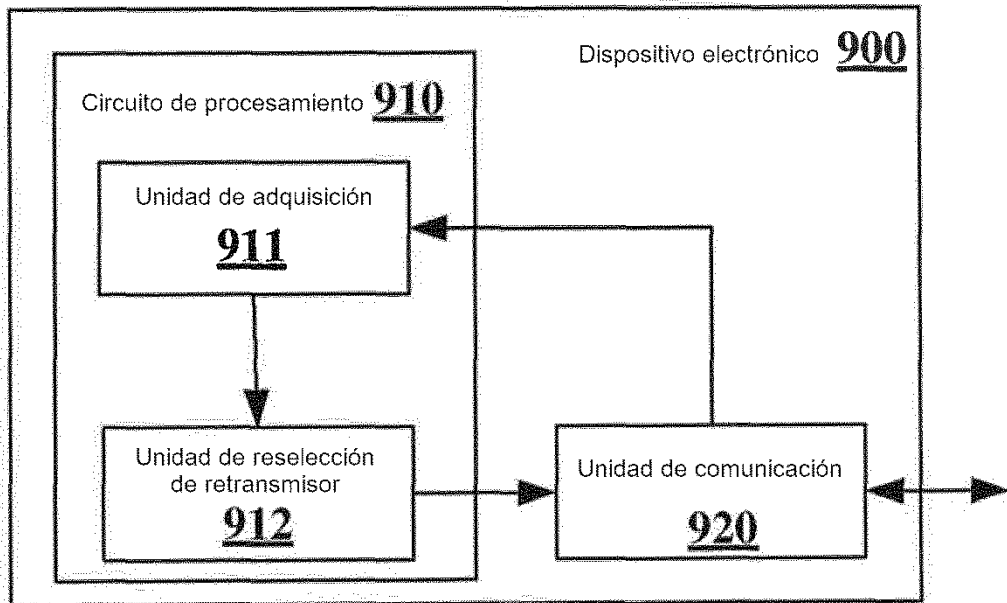 Dispositivo electrónico 900
Circuito de procesamiento 910
Unidad de adquisición
911
Unidad de reselección
de retransmisor
912
Unidad de comunicación
920